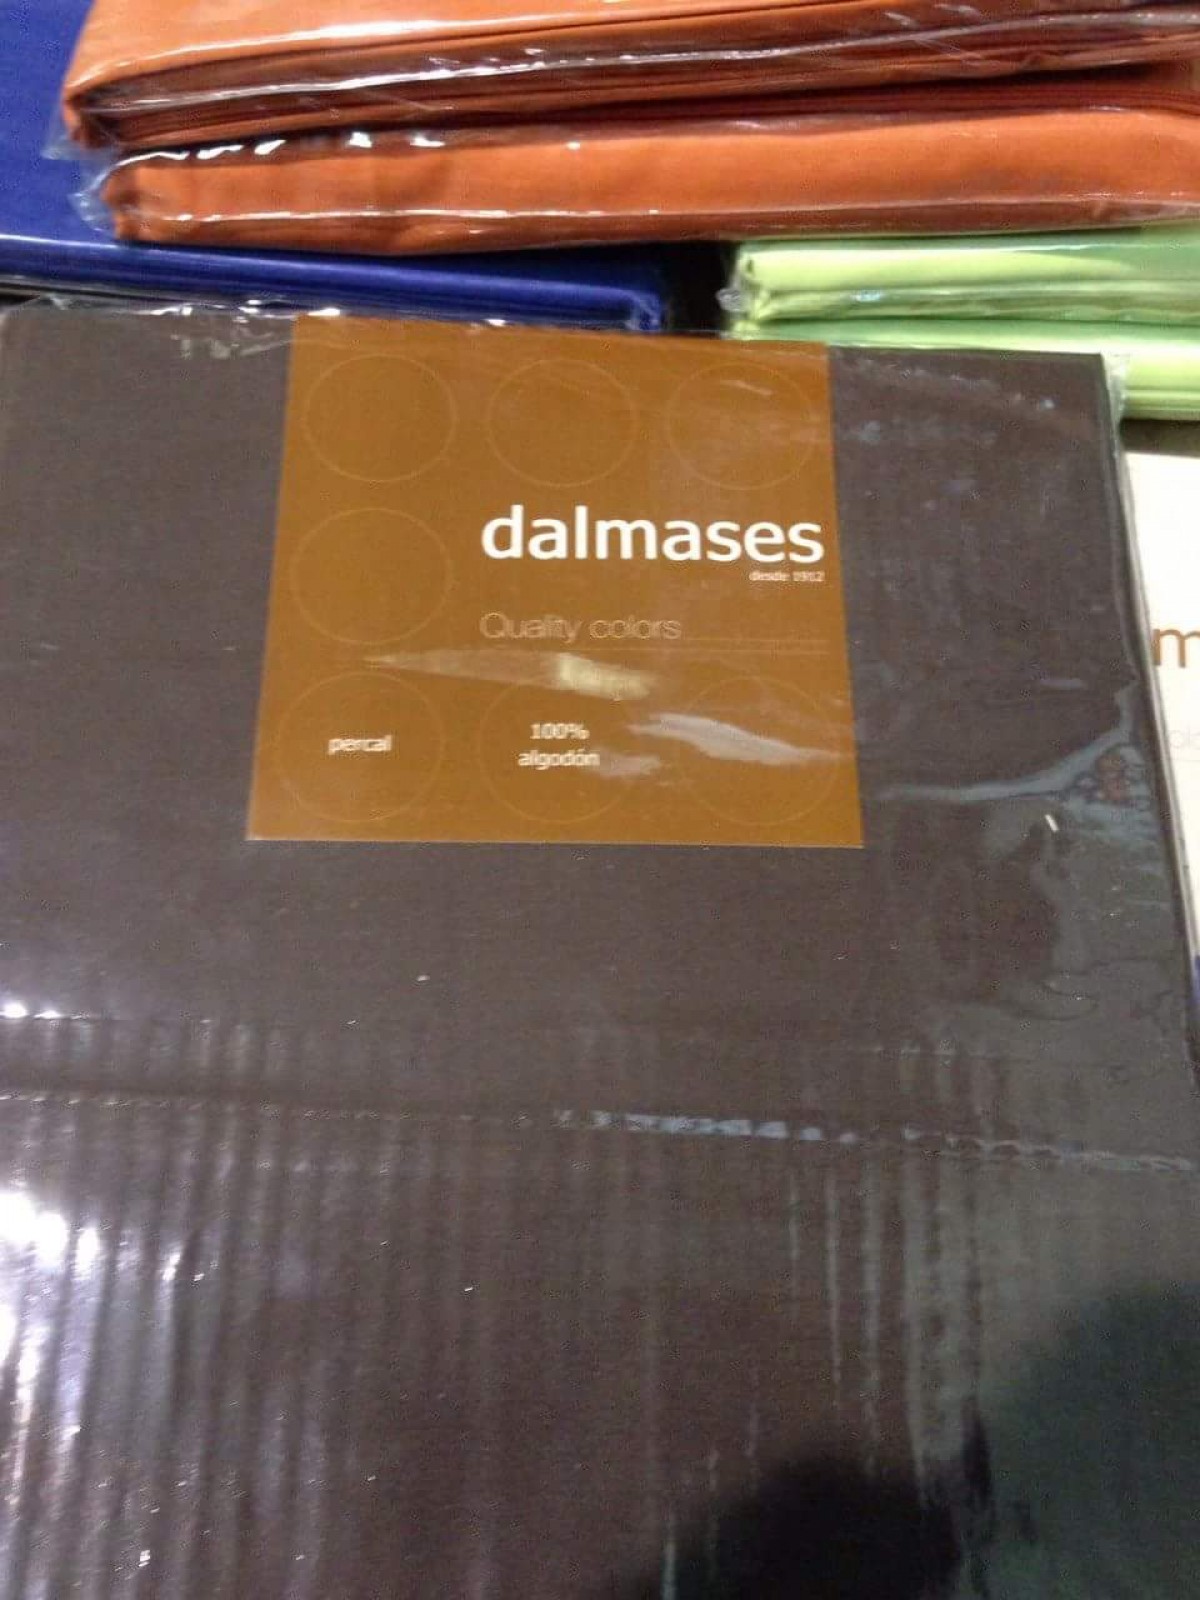 dalmases
desde 1912
Quality colors
percal
100%
algodón
m